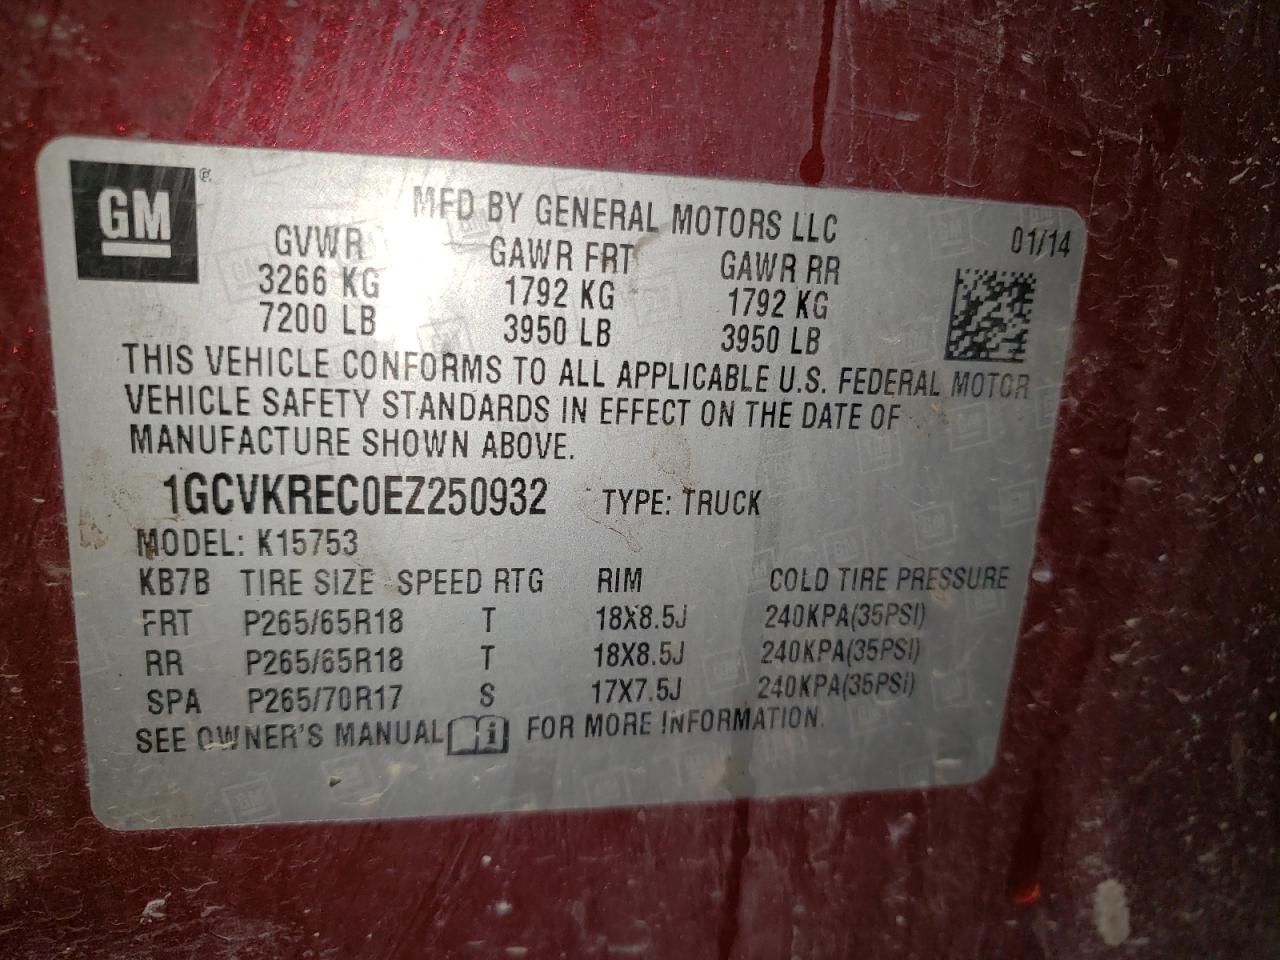 GM
MFD BY GENERAL MOTORS LLC
01/14
GVWR GAWR FRT GAWR RR
3266 KG 1792 KG 1792 KG
7200 LB 3950 LB 3950 LB
THIS VEHICLE CONFORMS TO ALL APPLICABLE U.S. FEDERAL MOTOR
VEHICLE SAFETY STANDARDS IN EFFECT ON THE DATE OF
MANUFACTURE SHOWN ABOVE.
1GCVKREC0EZ250932 TYPE: TRUCK
MODEL: K15753
KB7B TIRE SIZE SPEED RTG RIM COLD TIRE PRESSURE
FRT P265/65R18 T 18X8.5J 240KPA(35PSI)
RR P265/65R18 T 18X8.5J 240KPA(35PSI)
SPA P265/70R17 S 17X7.5J 240KPA(35PSI)
SEE OWNER'S MANUAL FOR MORE INFORMATION.